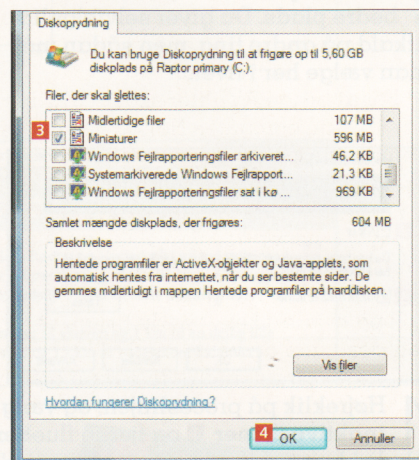 Diskoprydning
Du kan bruge Diskoprydning til at frigøre op til 5,60 GB
diskplads på Raptor primary (C:).
Filer, der skal slettes:
Midlertidige filer 107 MB
3 Miniaturer 596 MB
Windows Fejlrapporteringsfiler arkiveret... 46,2 KB
Systemarkiverede Windows Fejlrapport... 21,3 KB
Windows Fejlrapporteringsfiler sat i kø ... 969 KB
Samlet mængde diskplads, der frigøres: 604 MB
Beskrivelse
Hentede programfiler er ActiveX-objekter og Java-applets, som
automatisk hentes fra internettet, når du ser bestemte sider. De
gemmes midlertidigt i mappen Hentede programfiler på harddisken.
Vis filer
Hvordan fungerer Diskoprydning?
4 OK Annuller